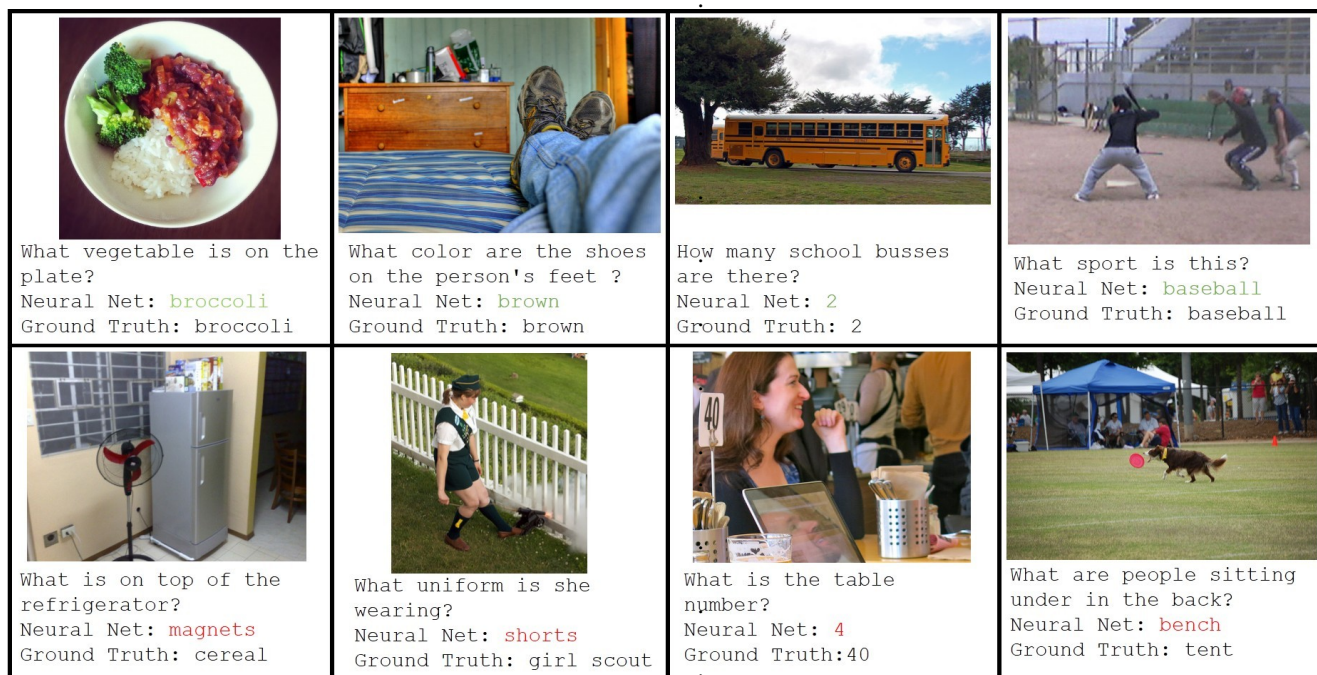 What vegetable is on the
plate?
Neural Net: broccoli
Ground Truth: broccoli
What color are the shoes
on the person's feet ?
Neural Net: brown
Ground Truth: brown
How many school busses
are there?
Neural Net: 2
Ground Truth: 2
What sport is this?
Neural Net: baseball
Ground Truth: baseball
What is on top of the
refrigerator?
Neural Net: magnets
Ground Truth: cereal
What uniform is she
wearing?
Neural Net: shorts
Ground Truth: girl scout
40
What is the table
number?
Neural Net: 4
Ground Truth:40
What are people sitting
under in the back?
Neural Net: bench
Ground Truth: tent